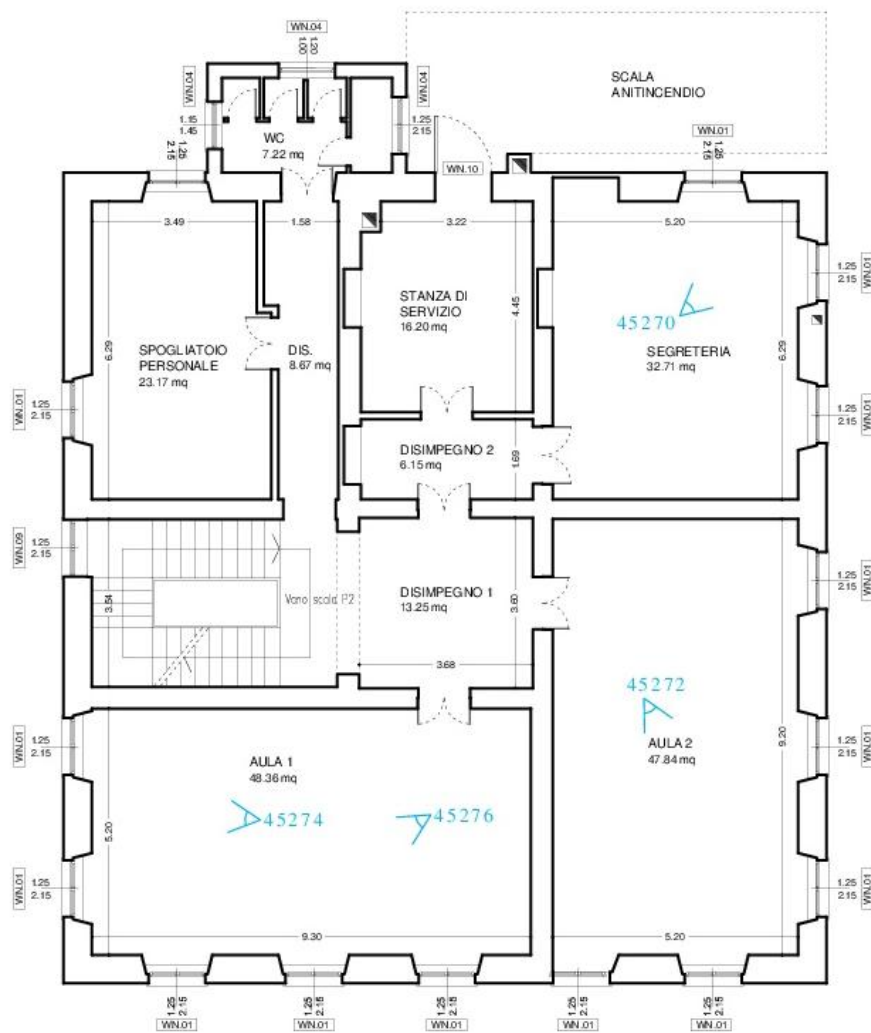 WN.04
1.20
1.00
SCALA
ANITINCENDIO
WN.04
WN.04
1.15
1.45
WC
7.22 mq
1.25
2.15
1.25
2.15
WN.10
WN.01
1.25
2.15
3.49
1.58
3.22
5.20
1.25
2.15
WN.01
STANZA DI
SERVIZIO
16.20 mq
4.45
45270
6.29
SPOGLIATOIO
PERSONALE
23.17 mq
DIS.
8.67 mq
SEGRETERIA
32.71 mq
6.29
WN.01
1.25
2.15
1.25
2.15
WN.01
DISIMPEGNO 2
6.15 mq
1.69
WN.09
1.25
2.15
3.54
Vano scala P.2
DISIMPEGNO 1
13.25 mq
3.60
1.25
2.15
WN.01
3.68
45272
WN.01
1.25
2.15
AULA 1
48.36 mq
AULA 2
47.84 mq
9.20
1.25
2.15
WN.01
45274
45276
5.20
WN.01
1.25
2.15
1.25
2.15
WN.01
9.30
5.20
1.25
2.15
WN.01
1.25
2.15
WN.01
1.25
2.15
WN.01
1.25
2.15
WN.01
1.25
2.15
WN.01